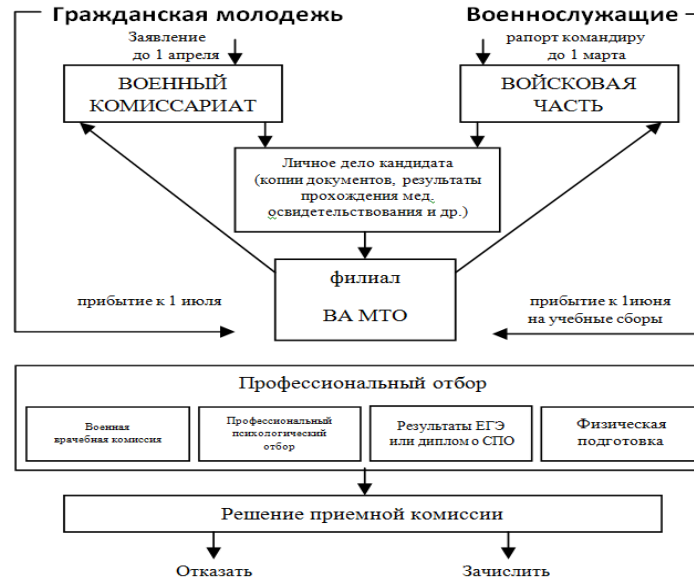 Гражданская молодежь
Военнослужащие
Заявление
до 1 апреля
рапорт командиру
до 1 марта
ВОЕННЫЙ
КОМИССАРИАТ
ВОЙСКОВАЯ
ЧАСТЬ
Личное дело кандидата
(копии документов, результаты
прохождения мед.
освидетельствования и др.)
филиал
ВА МТО
прибытие к 1 июля
прибытие к 1июня
на учебные сборы
Профессиональный отбор
Военная
врачебная комиссия
Профессиональный
психологический
отбор
Результаты ЕГЭ
или диплом о СПО
Физическая
подготовка
Решение приемной комиссии
Отказать
Зачислить